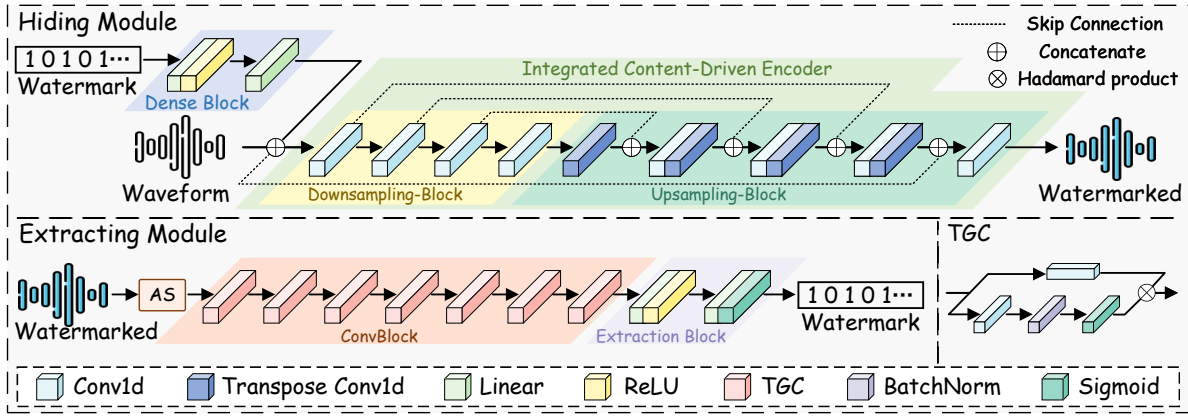 Hiding Module
1 0 1 0 1 ···
Watermark
Dense Block
Skip Connection
Concatenate
Hadamard product
Integrated Content-Driven Encoder
Waveform
Downsampling-Block
Upsampling-Block
Watermarked
Extracting Module
Watermarked
AS
ConvBlock
Extraction Block
1 0 1 0 1 ···
Watermark
TGC
Conv1d
Transpose Conv1d
Linear
ReLU
TGC
BatchNorm
Sigmoid